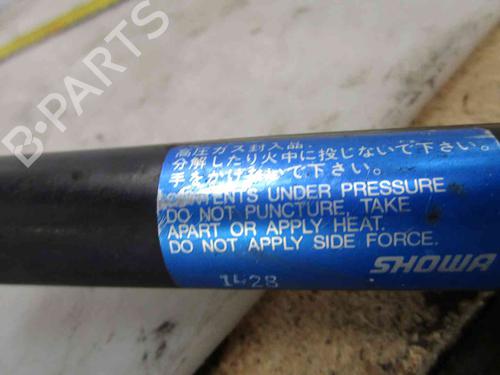 B-PARTS
高圧ガス封入品.
分解したり火中に投じないで下さい。
手をかけないで下さい。
CONTENTS UNDER PRESSURE
DO NOT PUNCTURE, TAKE
APART OR APPLY HEAT.
DO NOT APPLY SIDE FORCE.
SHOWA
1428